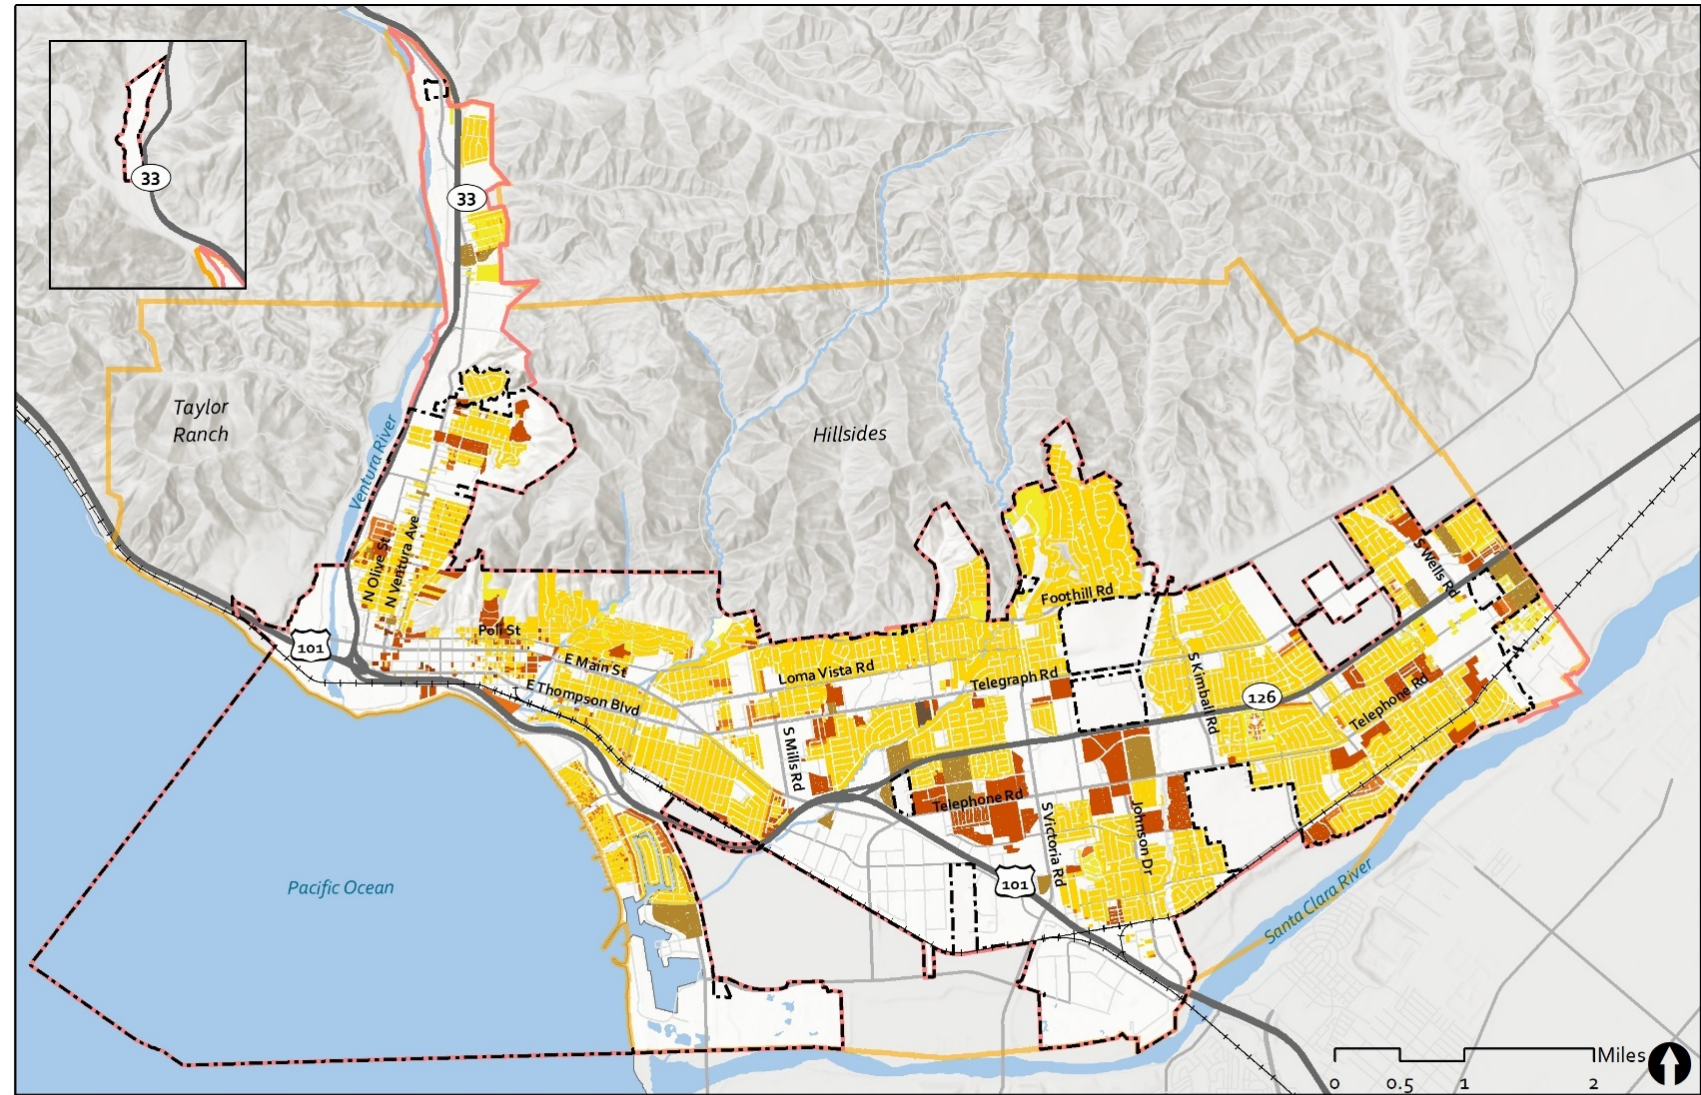 33
33
Taylor
Ranch
Hillsides
Ventura River
N Olive St
N Ventura Ave
S Wells Rd
Foothill Rd
Poli St
101
E Main St
Loma Vista Rd
Telegraph Rd
S Kimball Rd
126
E Thompson Blvd
Telephone Rd
S Mills Rd
Telephone Rd
S Victoria Rd
Johnson Dr
101
Pacific Ocean
Santa Clara River
Miles
0 0.5 1 2